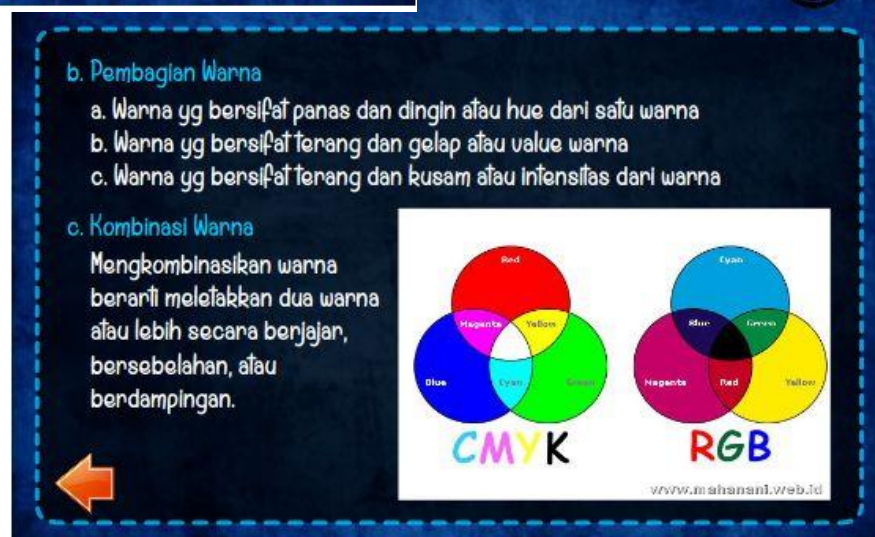 b. Pembagian Warna
a. Warna yg bersifat panas dan dingin atau hue dari satu warna
b. Warna yg bersifat terang dan gelap atau value warna
c. Warna yg bersifat terang dan kusam atau intensitas dari warna
c. Kombinasi Warna
Mengkombinasikan warna
berarti meletakkan dua warna
atau lebih secara berjajar,
bersebelahan, atau
berdampingan.
Red
Magenta Yellow
Blue Cyan Green
CMYK
Cyan
Blue Green
Magenta Red Yellow
RGB
www.mahanani.web.id